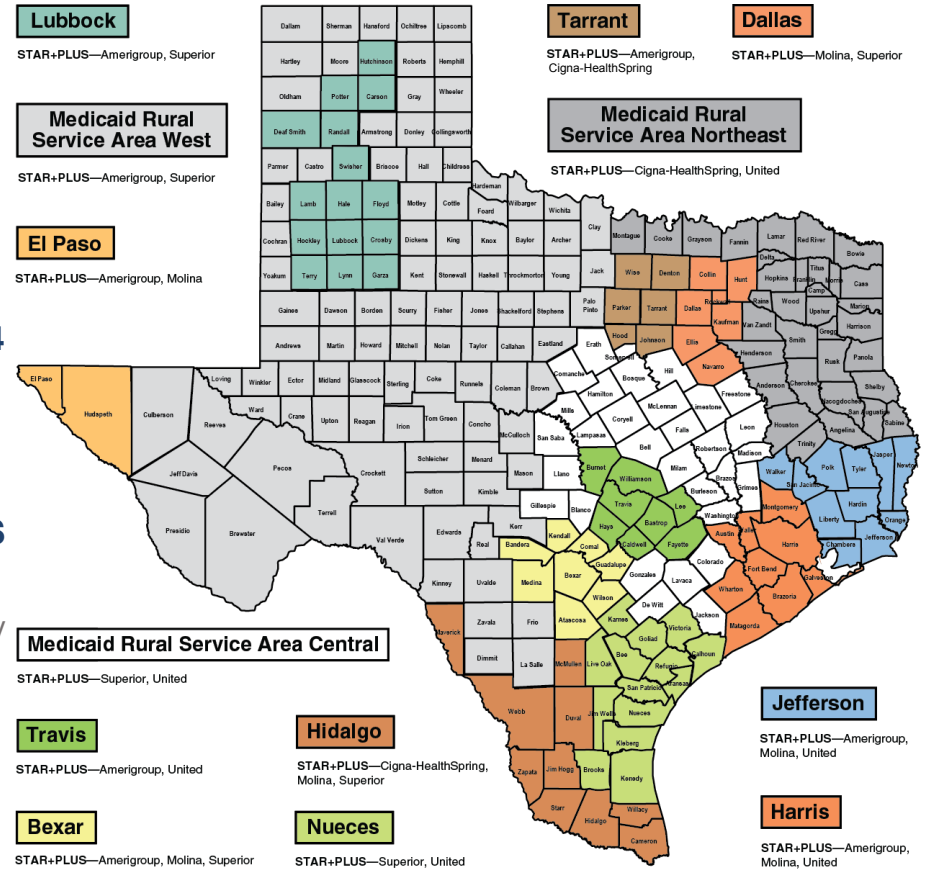 Lubbock
STAR+PLUS—Amerigroup, Superior
Medicaid Rural
Service Area West
STAR+PLUS—Amerigroup, Superior
El Paso
STAR+PLUS—Amerigroup, Molina
Tarrant
STAR+PLUS—Amerigroup,
Cigna-HealthSpring
Dallas
STAR+PLUS—Molina, Superior
Medicaid Rural
Service Area Northeast
STAR+PLUS—Cigna-HealthSpring, United
Dallam Sherman Hansford Ochiltree Lipscomb
Hartley Moore Hutchinson Roberts Hemphill
Oldham Potter Carson Gray Wheeler
Deaf Smith Randall Armstrong Donley Collingsworth
Parmer Castro Swisher Briscoe Hall Childress
Hardeman
Bailey Lamb Hale Floyd Motley Cottle Foard Wilbarger Wichita
Clay Montague Cooke Grayson Fannin Lamar Red River Bowie
Cochran Hockley Lubbock Crosby Dickens King Knox Baylor Archer
Delta Titus Hopkins Franklin Morris Cass Camp
Yoakum Terry Lynn Garza Kent Stonewall Haskell Throckmorton Young Jack Wise Denton Collin Hunt
Rockwall Rains Wood Upshur Marion
Gaines Dawson Borden Scurry Fisher Jones Shackelford Stephens Palo Pinto Parker Tarrant Dallas Kaufman Van Zandt Gregg Harrison
Smith
Andrews Martin Howard Mitchell Nolan Taylor Callahan Eastland Erath Hood Johnson Ellis Henderson Rusk Panola
Somervell Navarro
El Paso Hudspeth Culberson Loving Winkler Ector Midland Glasscock Sterling Coke Runnels Coleman Brown Comanche Bosque Hill Anderson Cherokee Shelby
Hamilton Freestone Nacogdoches
Reeves Ward Crane Upton Reagan Irion Tom Green Concho McCulloch Mills McLennan Limestone San Augustine Sabine
San Saba Lampasas Coryell Falls Leon Houston Angelina
Trinity
Jeff Davis Pecos Crockett Schleicher Menard Mason Llano Burnet Bell Robertson Madison Walker Polk Tyler Jasper Newton
Milam Brazos Grimes San Jacinto
Presidio Brewster Terrell Sutton Kimble Gillespie Blanco Williamson Burleson Montgomery Hardin
Travis Lee Washington Liberty Orange
Val Verde Edwards Kerr Kendall Hays Bastrop Austin Waller Harris Jefferson
Real Bandera Comal Caldwell Fayette Chambers
Kinney Uvalde Medina Bexar Guadalupe Gonzales Colorado Fort Bend Galveston
Lavaca Wharton Brazoria
Maverick Zavala Frio Atascosa Wilson Karnes De Witt Jackson Matagorda
Goliad Victoria
Dimmit La Salle McMullen Live Oak Bee Refugio Calhoun
Aransas
San Patricio
Webb Duval Jim Wells Nueces
Kleberg
Zapata Jim Hogg Brooks Kenedy
Starr Hidalgo Willacy
Cameron
Medicaid Rural Service Area Central
STAR+PLUS—Superior, United
Travis
STAR+PLUS—Amerigroup, United
Hidalgo
STAR+PLUS—Cigna-HealthSpring,
Molina, Superior
Bexar
STAR+PLUS—Amerigroup, Molina, Superior
Nueces
STAR+PLUS—Superior, United
Jefferson
STAR+PLUS—Amerigroup,
Molina, United
Harris
STAR+PLUS—Amerigroup,
Molina, United